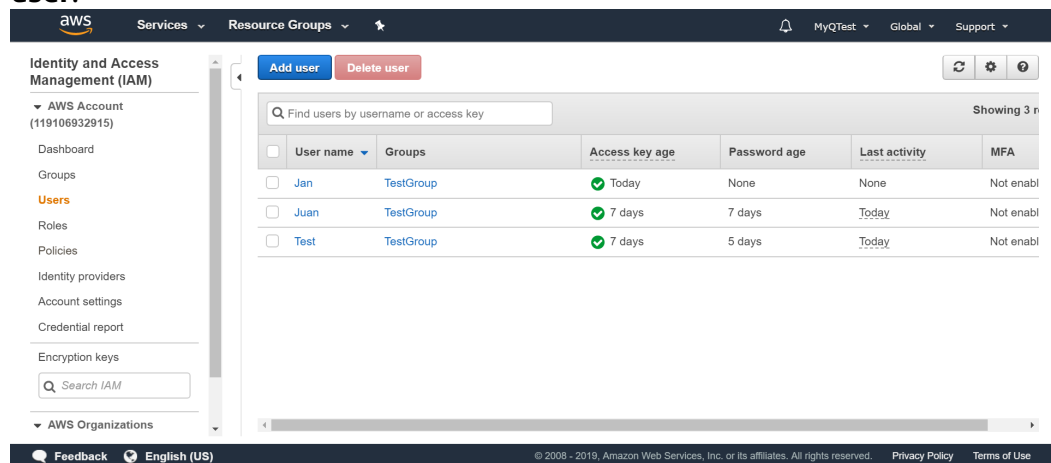 user.
aws Services Resource Groups MyQTest Global Support
Identity and Access
Management (IAM)
AWS Account
(119106932915)
Dashboard
Groups
Users
Roles
Policies
Identity providers
Account settings
Credential report
Encryption keys
Search IAM
AWS Organizations
Add user Delete user
Find users by username or access key Showing 3 re
User name Groups Access key age Password age Last activity MFA
Jan TestGroup Today None None Not enabl
Juan TestGroup 7 days 7 days Today Not enabl
Test TestGroup 7 days 5 days Today Not enabl
Feedback English (US) © 2008 - 2019, Amazon Web Services, Inc. or its affiliates. All rights reserved. Privacy Policy Terms of Use